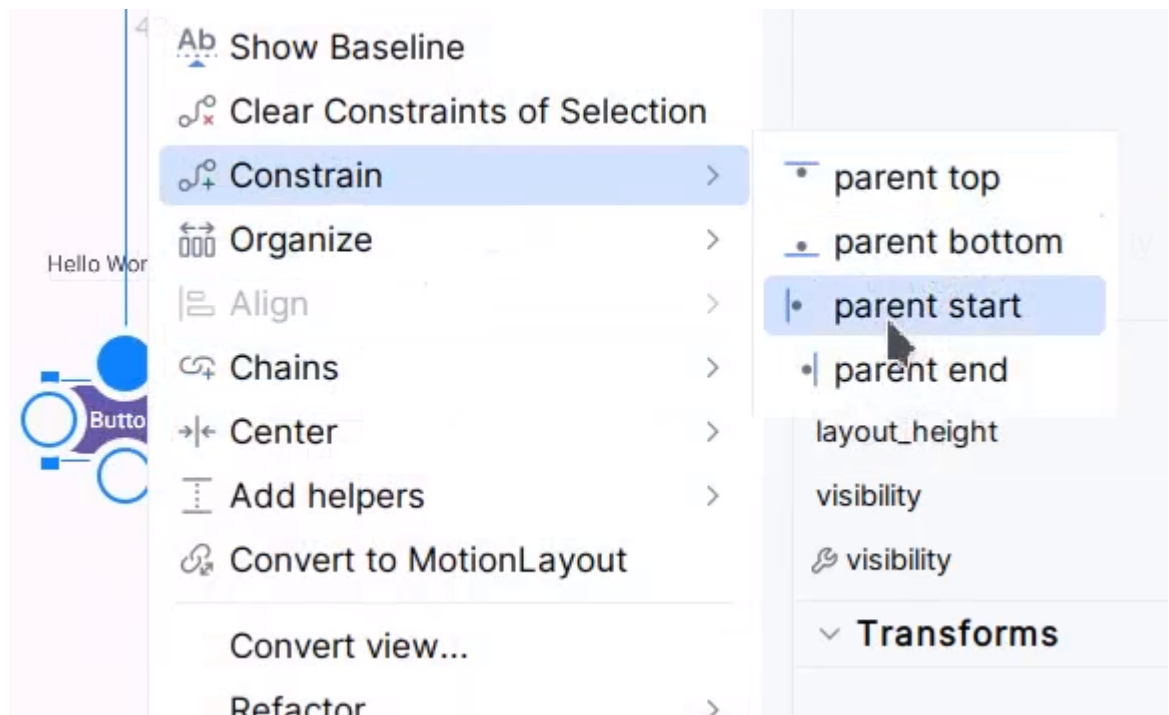 Show Baseline
Clear Constraints of Selection
Constrain
parent top
Organize
parent bottom
Hello Wor
Align
parent start
Chains
parent end
Butto
Center
layout_height
Add helpers
visibility
Convert to MotionLayout
visibility
Convert view...
Transforms
Refactor